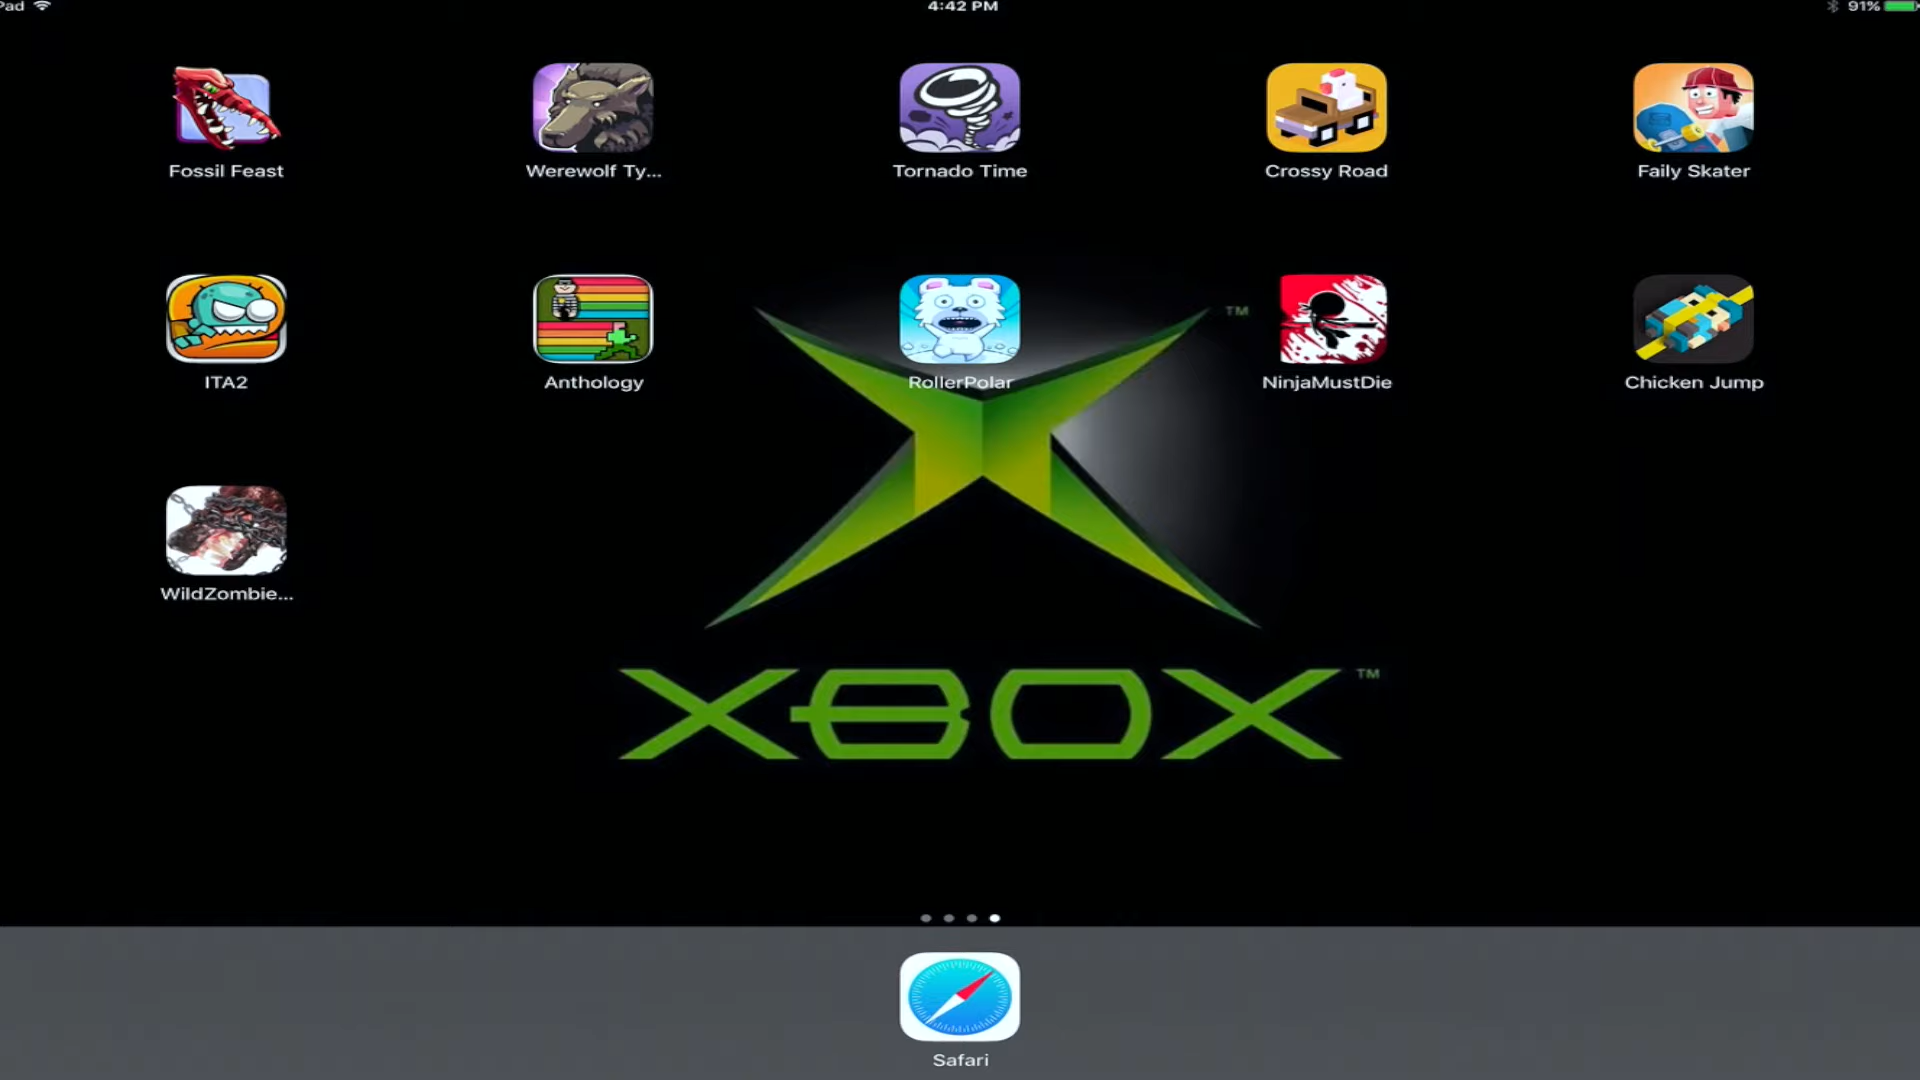 Pad 4:42 PM 91%
Fossil Feast Werewolf Ty... Tornado Time Crossy Road Faily Skater
ITA2 Anthology RollerPolar NinjaMustDie Chicken Jump
TM
WildZombie...
XBOX TM
Safari